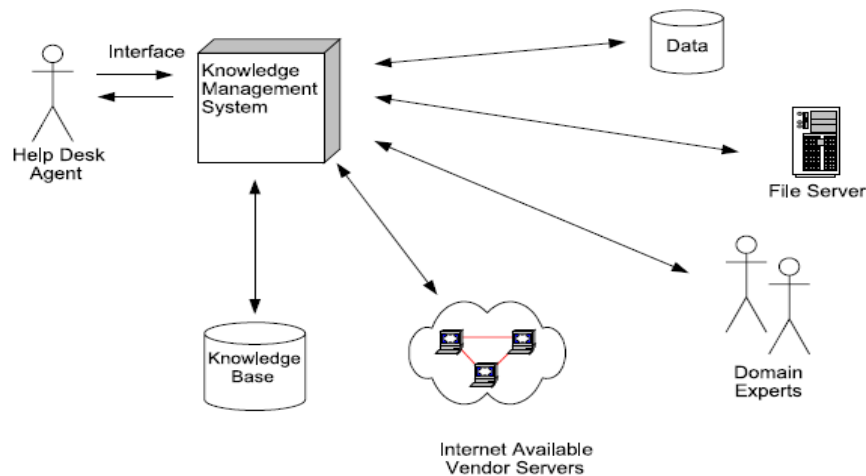 Interface
Knowledge
Management
System
Data
Help Desk
Agent
File Server
Knowledge
Base
Domain
Experts
Internet Available
Vendor Servers